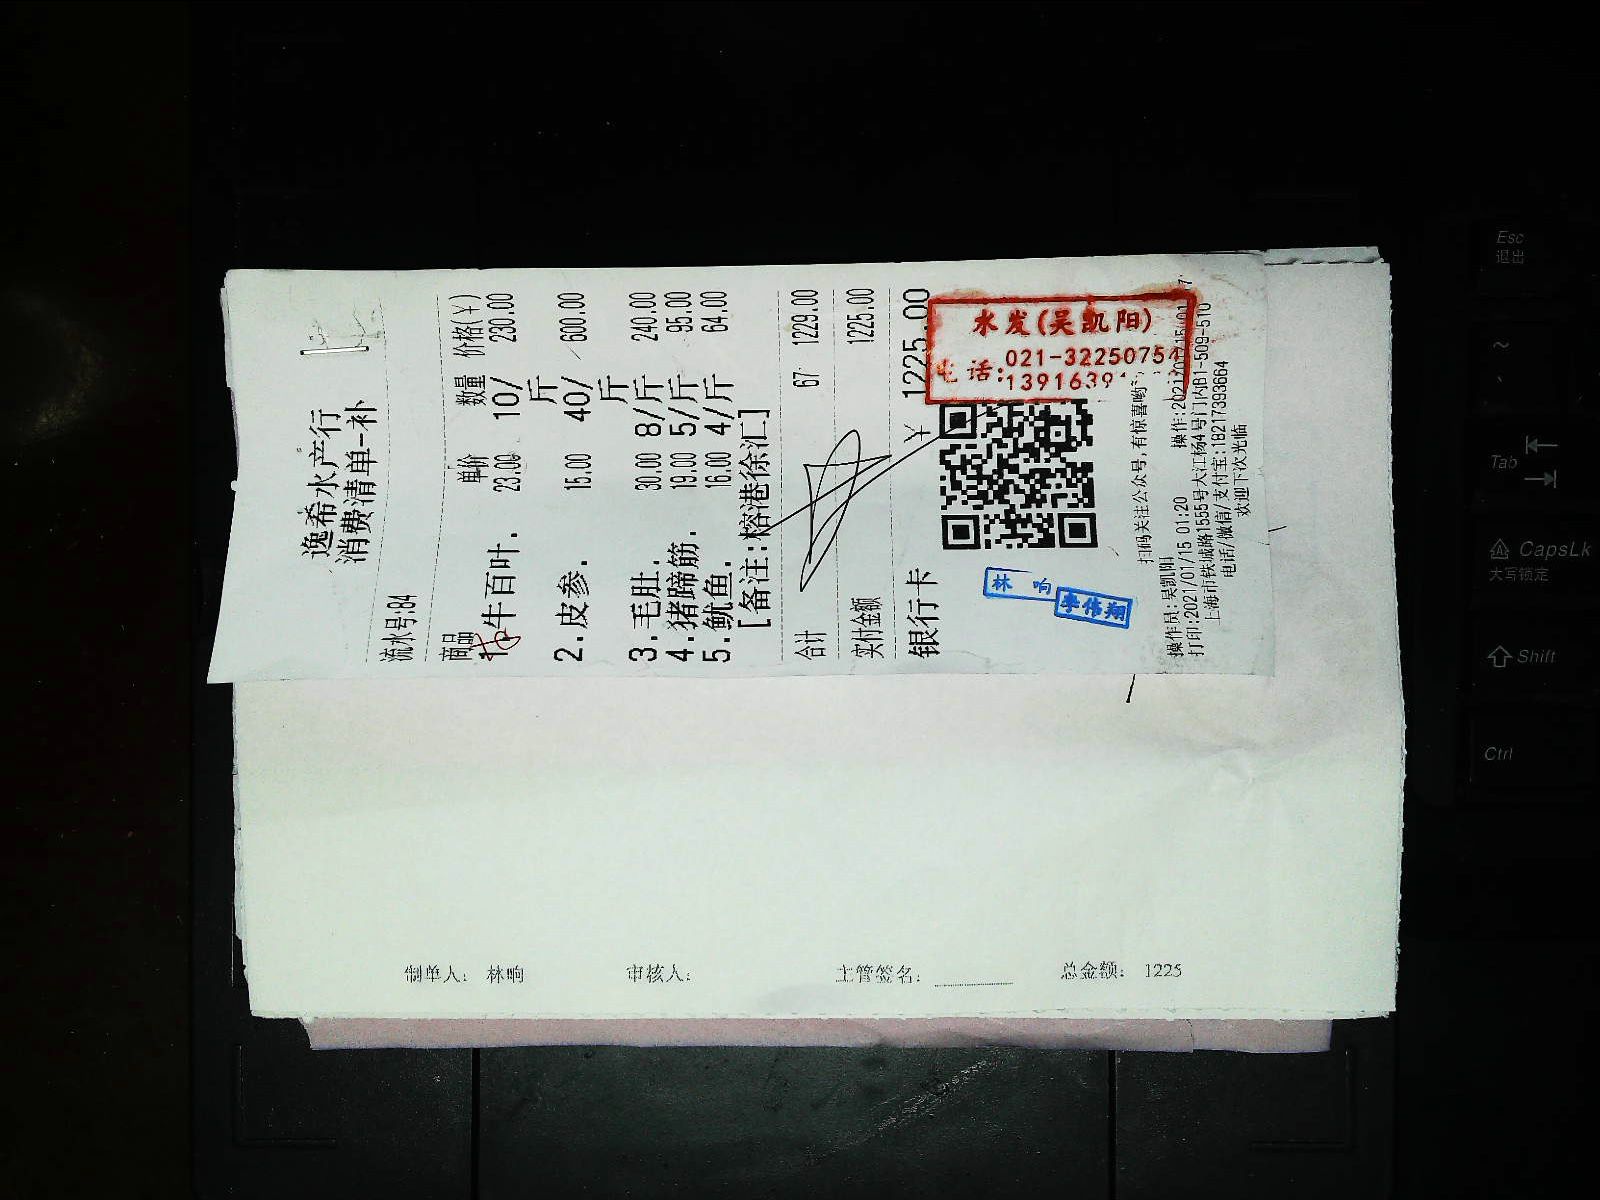 逸希水产行
消费清单-补
流水号:84
商品 单价 数量 价格(¥)
1.牛百叶. 23.00 10/斤 230.00
2.皮参. 15.00 40/斤 600.00
3.毛肚. 30.00 8/斤 240.00
4.猪蹄筋. 19.00 5/斤 95.00
5.鱿鱼. 16.00 4/斤 64.00
[备注:榕港徐汇]
合计 67 1229.00
实付金额 1225.00
银行卡 ¥ 1225.00
水发(吴凯阳)
电话:021-32250754
1391639
林响
李伟翔
扫码关注公众号,有惊喜哟
操作员:吴凯阳 操作:
打印:2021/01/15 01:20
上海市铁城路1555号大江杨4号门内B1-509-510
电话/微信/支付宝:18217393664
欢迎下次光临
制单人: 林响 审核人: 主管签名: 总金额: 1225
Esc
退出
~
Tab
CapsLk
大写锁定
Shift
Ctrl